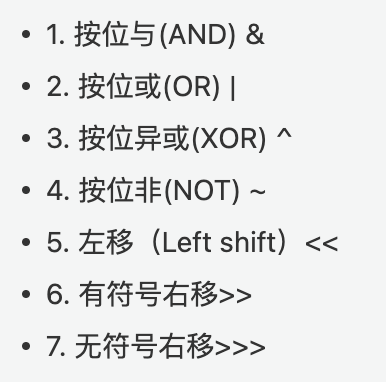 • 1. 按位与(AND) &
• 2. 按位或(OR) |
• 3. 按位异或(XOR) ^
• 4. 按位非(NOT) ~
• 5. 左移（Left shift）<<
• 6. 有符号右移>>
• 7. 无符号右移>>>